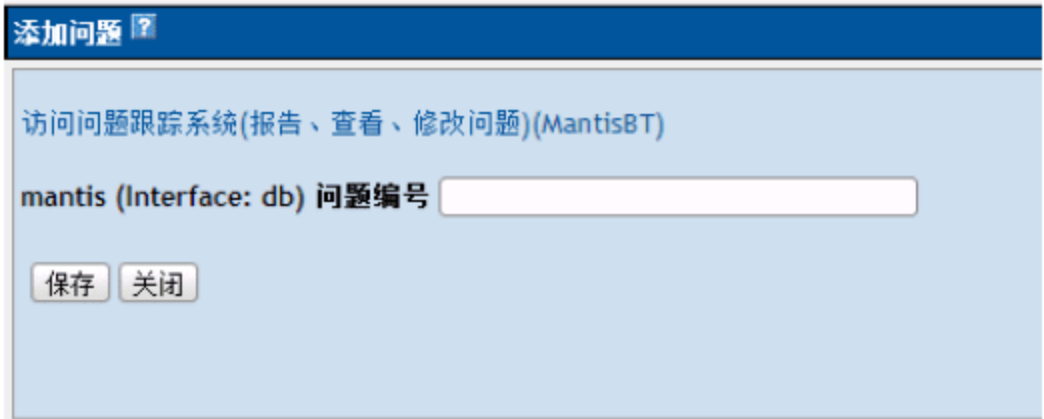 添加问题 ?
访问问题跟踪系统(报告、查看、修改问题)(MantisBT)
mantis (Interface: db) 问题编号
保存 关闭